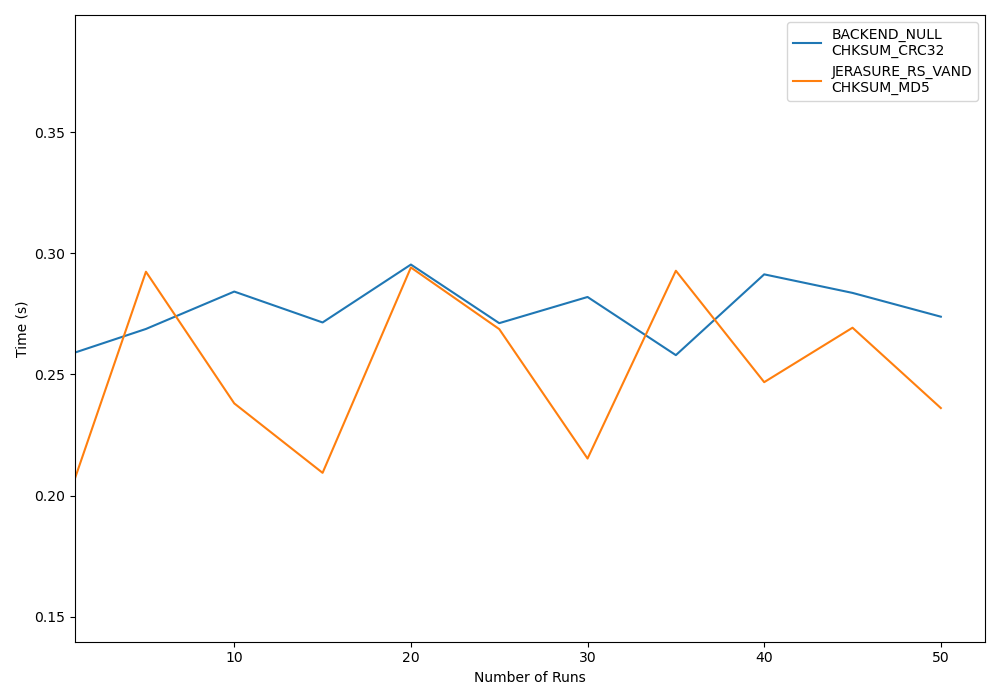 BACKEND_NULL
CHKSUM_CRC32
JERASURE_RS_VAND
CHKSUM_MD5
0.35
0.30
0.25
0.20
0.15
Time (s)
10 20 30 40 50
Number of Runs